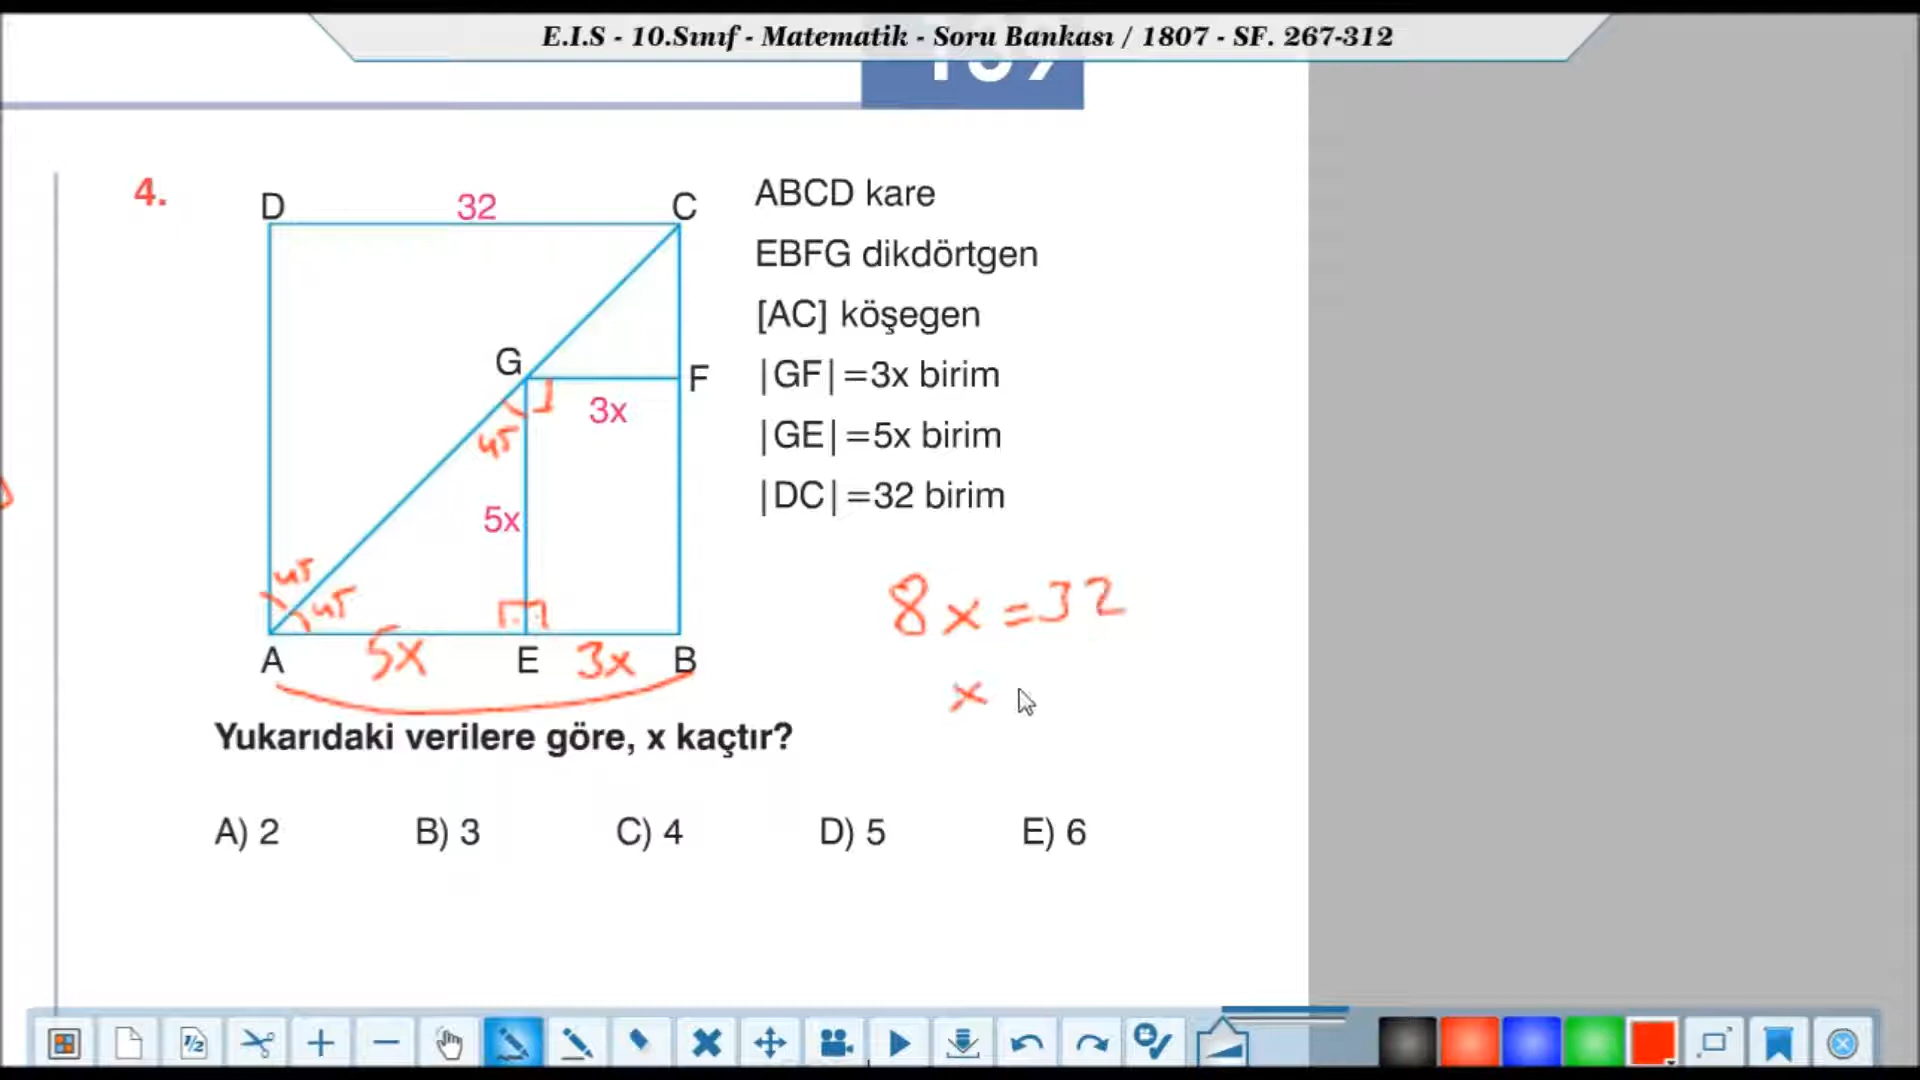 E.I.S - 10.Sınıf - Matematik - Soru Bankası / 1807 - SF. 267-312
4.
D 32 C
G
F
3x
45
5x
45
45
A 5x E 3x B
ABCD kare
EBFG dikdörtgen
[AC] köşegen
|GF|=3x birim
|GE|=5x birim
|DC|=32 birim
8x=32
x
Yukarıdaki verilere göre, x kaçtır?
A) 2 B) 3 C) 4 D) 5 E) 6
1/2